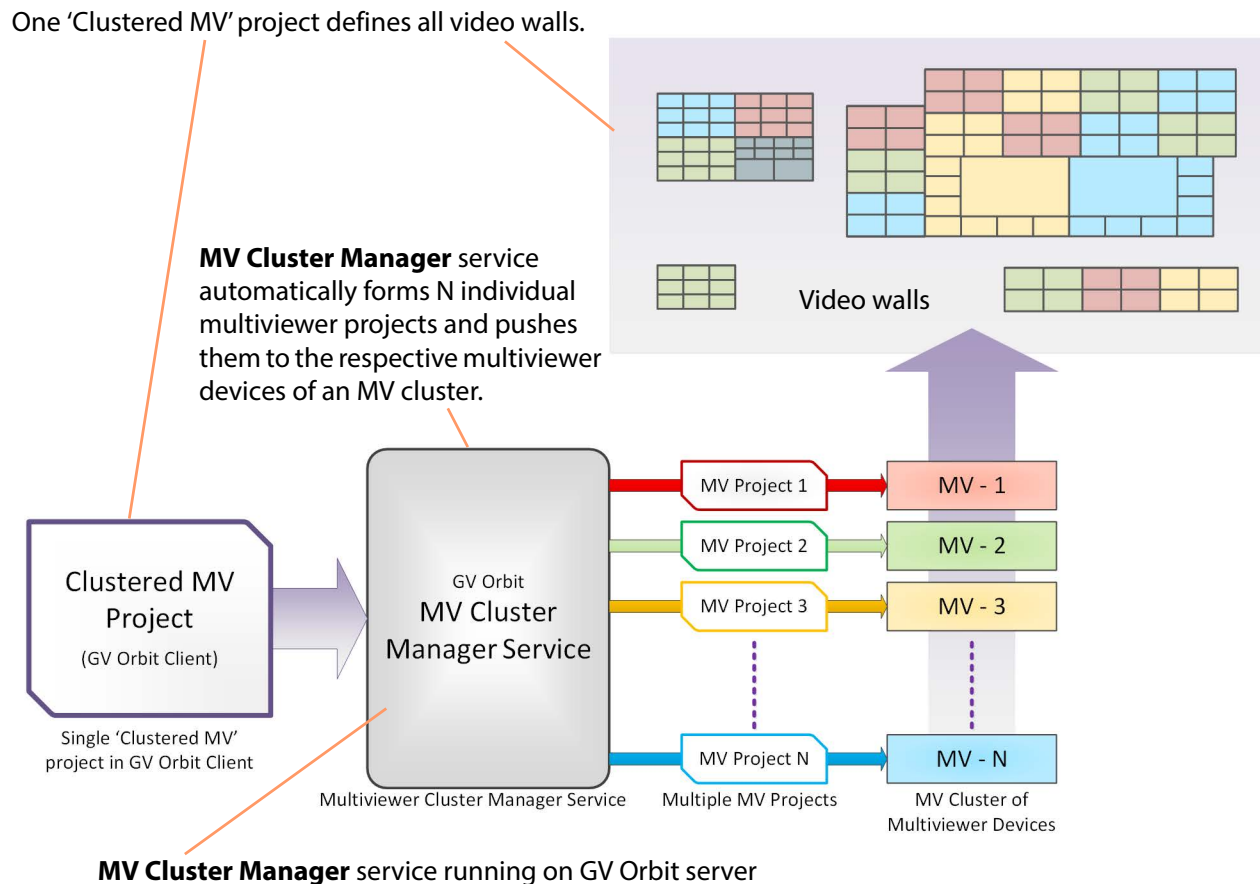 One ‘Clustered MV’ project defines all video walls.
MV Cluster Manager service
automatically forms N individual
multiviewer projects and pushes
them to the respective multiviewer
devices of an MV cluster.
Video walls
Clustered MV
Project
(GV Orbit Client)
Single ‘Clustered MV’
project in GV Orbit Client
GV Orbit
MV Cluster
Manager Service
Multiviewer Cluster Manager Service
MV Project 1
MV Project 2
MV Project 3
MV Project N
Multiple MV Projects
MV - 1
MV - 2
MV - 3
MV - N
MV Cluster of
Multiviewer Devices
MV Cluster Manager service running on GV Orbit server